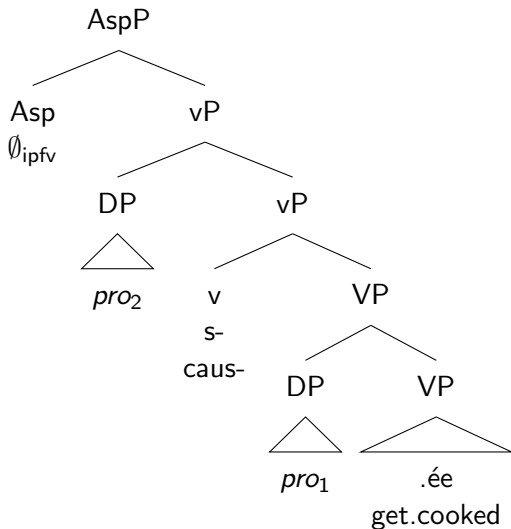 AspP
Asp vP
∅ipfv
DP vP
pro2 v VP
s-
caus-
DP VP
pro1 .ée
get.cooked